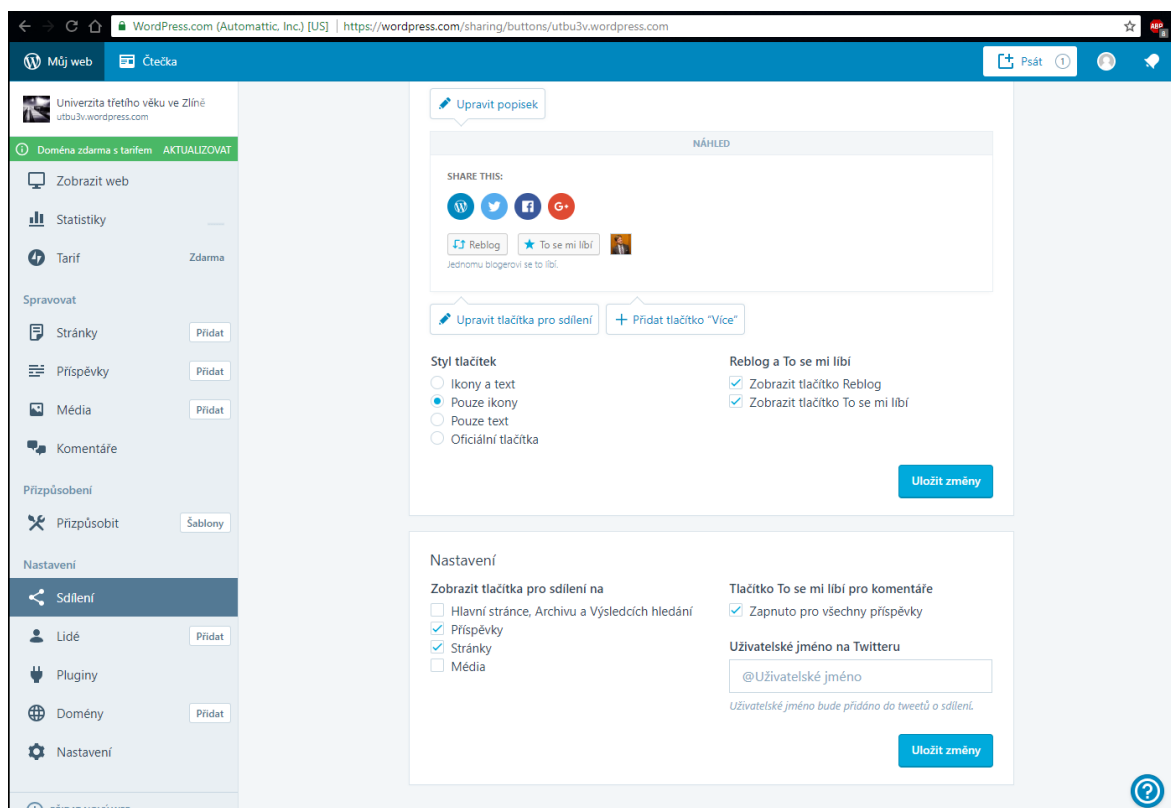 WordPress.com (Automattic, Inc.) [US] | https://wordpress.com/sharing/buttons/utbu3v.wordpress.com
ABP
Můj web
Čtečka
Psát 1
Univerzita třetího věku ve Zlíně
utbu3v.wordpress.com
Doména zdarma s tarifem AKTUALIZOVAT
Zobrazit web
Statistiky
Tarif Zdarma
Spravovat
Stránky Přidat
Příspěvky Přidat
Média Přidat
Komentáře
Přizpůsobení
Přizpůsobit Šablony
Nastavení
Sdílení
Lidé Přidat
Pluginy
Domény Přidat
Nastavení
Upravit popisek
NÁHLED
SHARE THIS:
G+
Reblog
To se mi líbí
Jednomu blogerovi se to líbí.
Upravit tlačítka pro sdílení
Přidat tlačítko "Více"
Styl tlačítek
Ikony a text
Pouze ikony
Pouze text
Oficiální tlačítka
Reblog a To se mi líbí
Zobrazit tlačítko Reblog
Zobrazit tlačítko To se mi líbí
Uložit změny
Nastavení
Zobrazit tlačítka pro sdílení na
Hlavní stránce, Archivu a Výsledcích hledání
Příspěvky
Stránky
Média
Tlačítko To se mi líbí pro komentáře
Zapnuto pro všechny příspěvky
Uživatelské jméno na Twitteru
@Uživatelské jméno
Uživatelské jméno bude přidáno do tweetů o sdílení.
Uložit změny